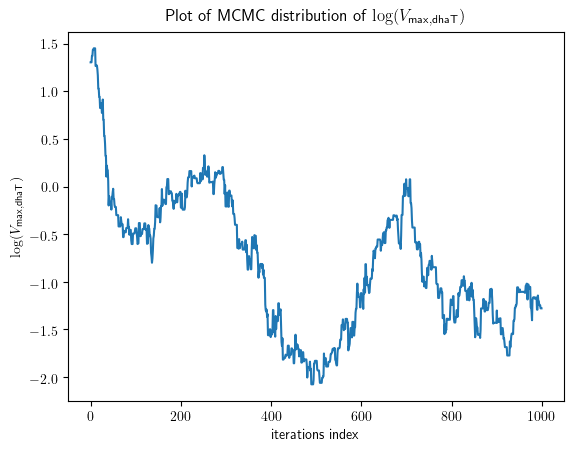 Plot of MCMC distribution of log(V_max,dhaT)
1.5
1.0
0.5
0.0
−0.5
−1.0
−1.5
−2.0
log(V_max,dhaT)
0 200 400 600 800 1000
iterations index